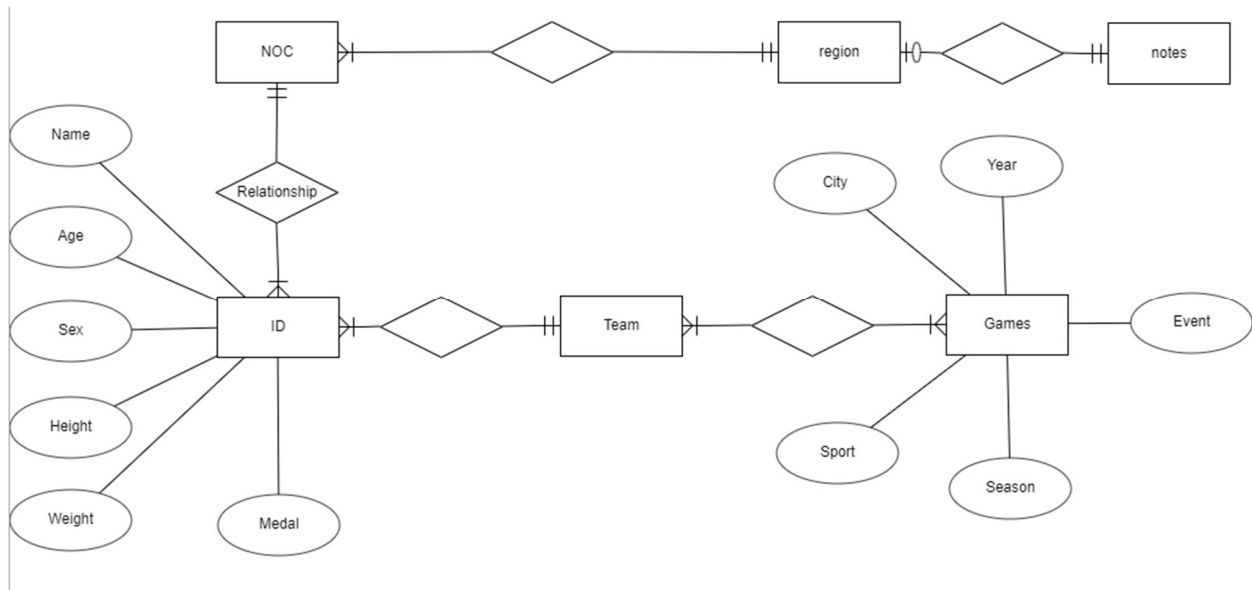 NOC
region
notes
Name
Relationship
City
Year
Age
Sex
ID
Team
Games
Event
Height
Sport
Season
Weight
Medal